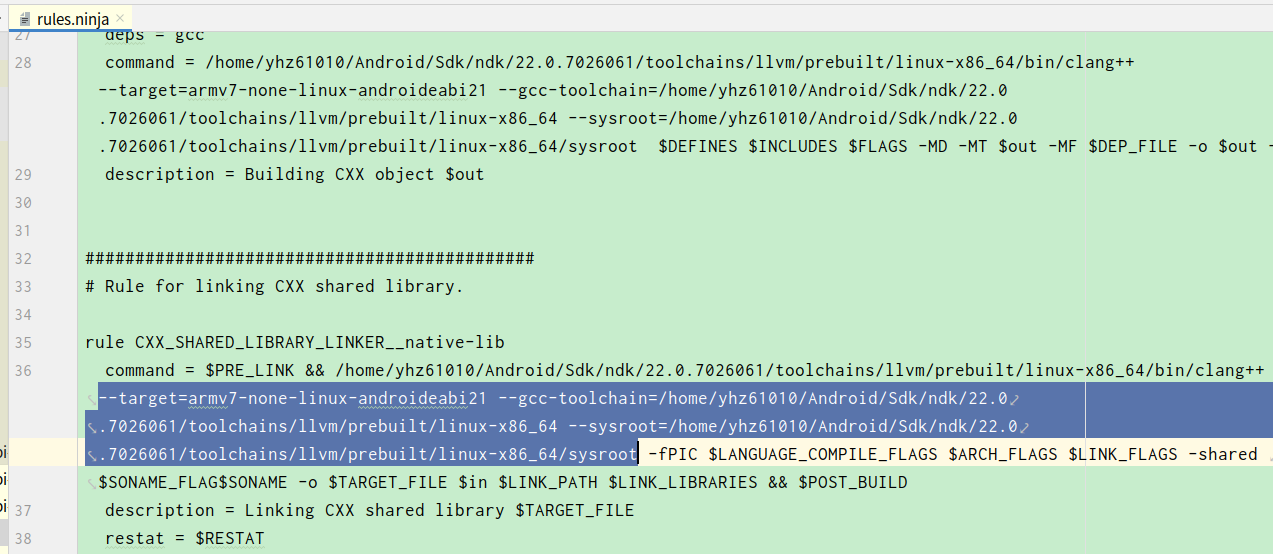 rules.ninja
27 deps = gcc
28 command = /home/yhz61010/Android/Sdk/ndk/22.0.7026061/toolchains/llvm/prebuilt/linux-x86_64/bin/clang++
--target=armv7-none-linux-androideabi21 --gcc-toolchain=/home/yhz61010/Android/Sdk/ndk/22.0
.7026061/toolchains/llvm/prebuilt/linux-x86_64 --sysroot=/home/yhz61010/Android/Sdk/ndk/22.0
.7026061/toolchains/llvm/prebuilt/linux-x86_64/sysroot  $DEFINES $INCLUDES $FLAGS -MD -MT $out -MF $DEP_FILE -o $out -
29 description = Building CXX object $out
30
31
32 #############################################
33 # Rule for linking CXX shared library.
34
35 rule CXX_SHARED_LIBRARY_LINKER__native-lib
36 command = $PRE_LINK && /home/yhz61010/Android/Sdk/ndk/22.0.7026061/toolchains/llvm/prebuilt/linux-x86_64/bin/clang++
--target=armv7-none-linux-androideabi21 --gcc-toolchain=/home/yhz61010/Android/Sdk/ndk/22.0
.7026061/toolchains/llvm/prebuilt/linux-x86_64 --sysroot=/home/yhz61010/Android/Sdk/ndk/22.0
.7026061/toolchains/llvm/prebuilt/linux-x86_64/sysroot -fPIC $LANGUAGE_COMPILE_FLAGS $ARCH_FLAGS $LINK_FLAGS -shared
$SONAME_FLAG$SONAME -o $TARGET_FILE $in $LINK_PATH $LINK_LIBRARIES && $POST_BUILD
37 description = Linking CXX shared library $TARGET_FILE
38 restat = $RESTAT